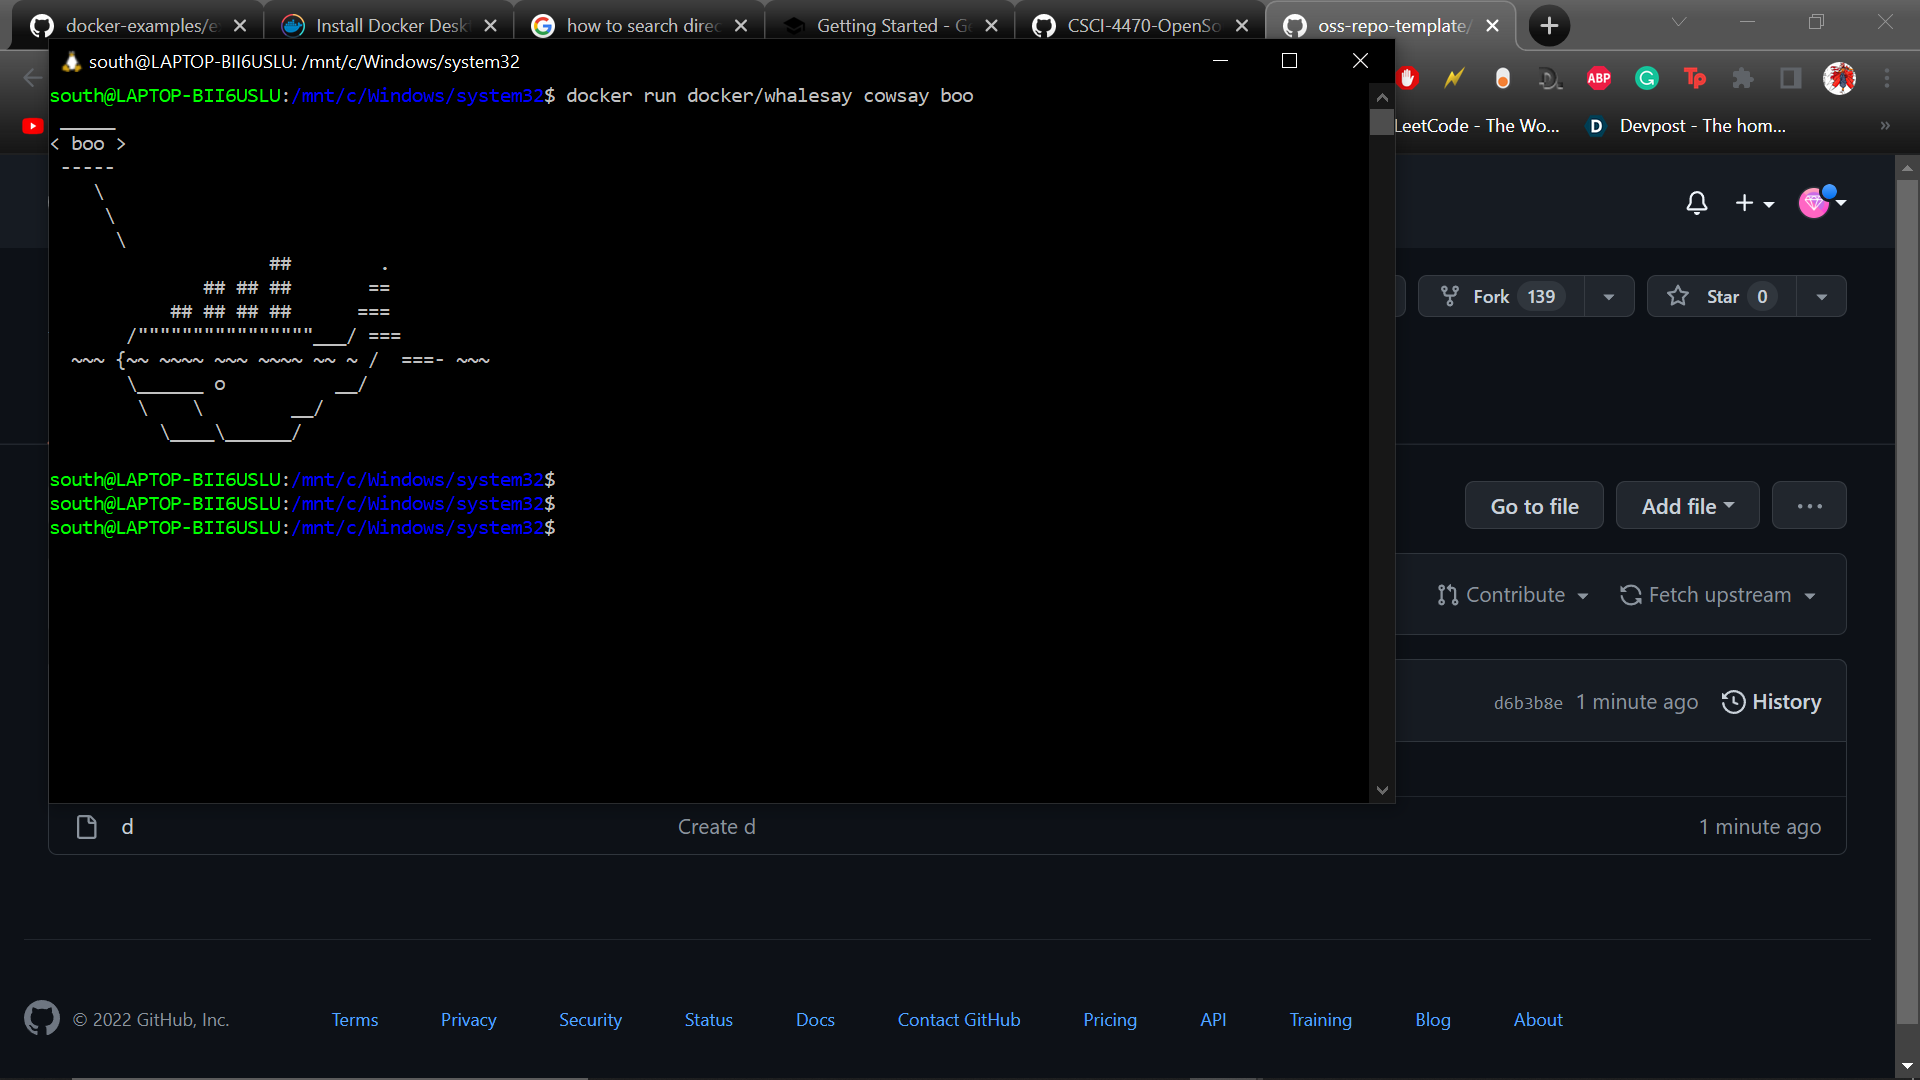 docker-examples/e
Install Docker Desk
how to search direc
Getting Started - G
CSCI-4470-OpenSo
oss-repo-template/
south@LAPTOP-BII6USLU: /mnt/c/Windows/system32
ABP
Tp
LeetCode - The Wo...
D
Devpost - The hom...
»
south@LAPTOP-BII6USLU:/mnt/c/Windows/system32$ docker run docker/whalesay cowsay boo
 _____
< boo >
 -----
    \
     \
      \
                    ##        .
              ## ## ##       ==
           ## ## ## ##      ===
       /""""""""""""""""___/ ===
  ~~~ {~~ ~~~~ ~~~ ~~~~ ~~ ~ /  ===- ~~~
       \______ o          __/
        \    \        __/
          \____\______/
south@LAPTOP-BII6USLU:/mnt/c/Windows/system32$
south@LAPTOP-BII6USLU:/mnt/c/Windows/system32$
south@LAPTOP-BII6USLU:/mnt/c/Windows/system32$
Fork 139
Star 0
Go to file
Add file
...
Contribute
Fetch upstream
d6b3b8e 1 minute ago History
d Create d 1 minute ago
© 2022 GitHub, Inc. Terms Privacy Security Status Docs Contact GitHub Pricing API Training Blog About